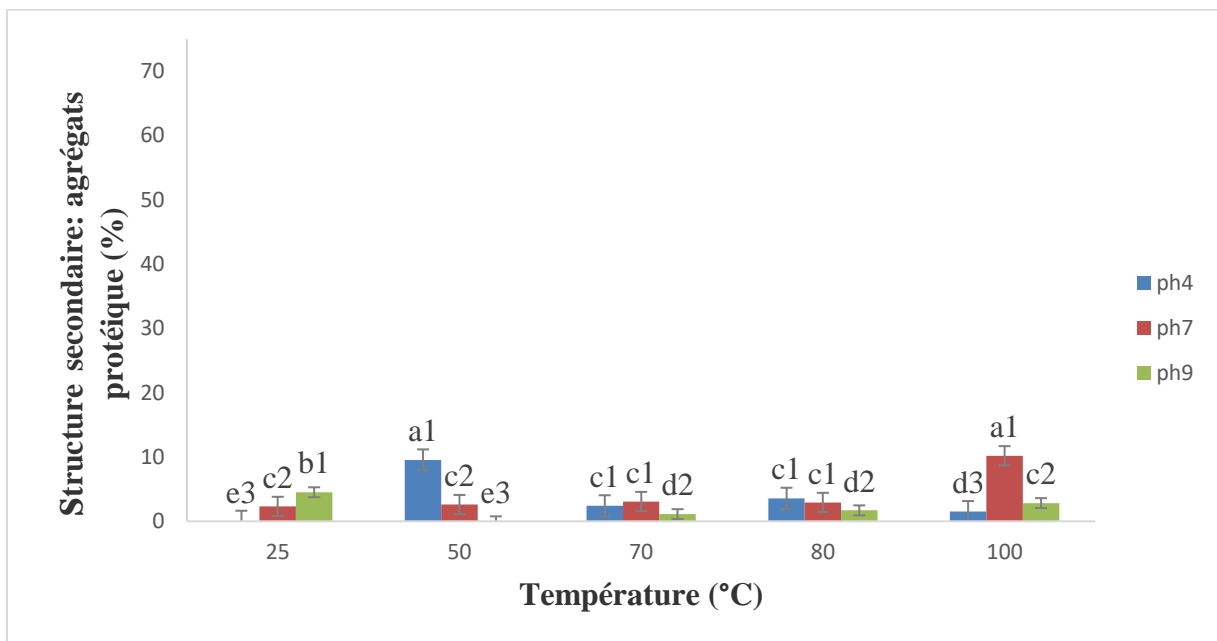 Structure secondaire: agrégats
protéique (%)
70
60
50
40
30
20
10
0
e3 c2 b1
a1 c2 e3
c1 c1 d2
c1 c1 d2
d3 a1 c2
25 50 70 80 100
Température (°C)
ph4
ph7
ph9